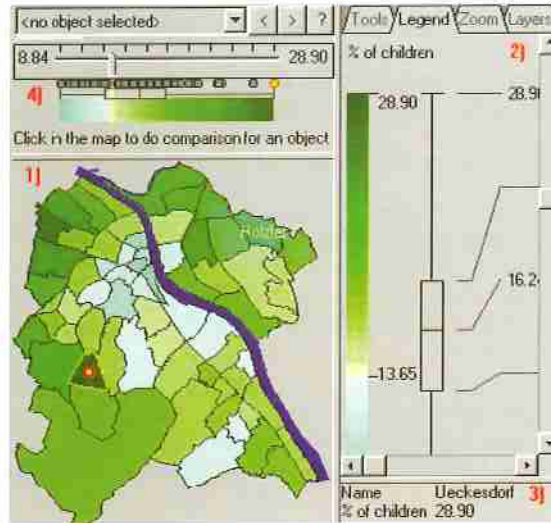 <no object selected>
< > ?
8.84 28.90
4)
Click in the map to do comparison for an object
1)
Tools Legend Zoom Layers
% of children 2)
28.90 28.9
16.2
13.65
Name Ueckesdorf 3)
% of children 28.90